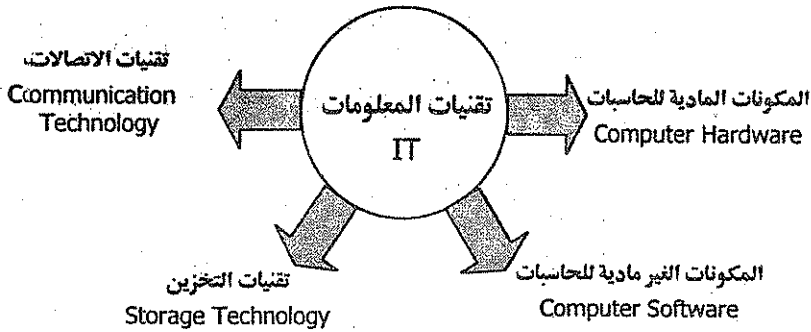 تقنيات الاتصالات
Ccommunication
Technology
تقنيات المعلومات
IT
المكونات المادية للحاسبات
Computer Hardware
تقنيات التخزين
Storage Technology
المكونات الغير مادية للحاسبات
Computer Software